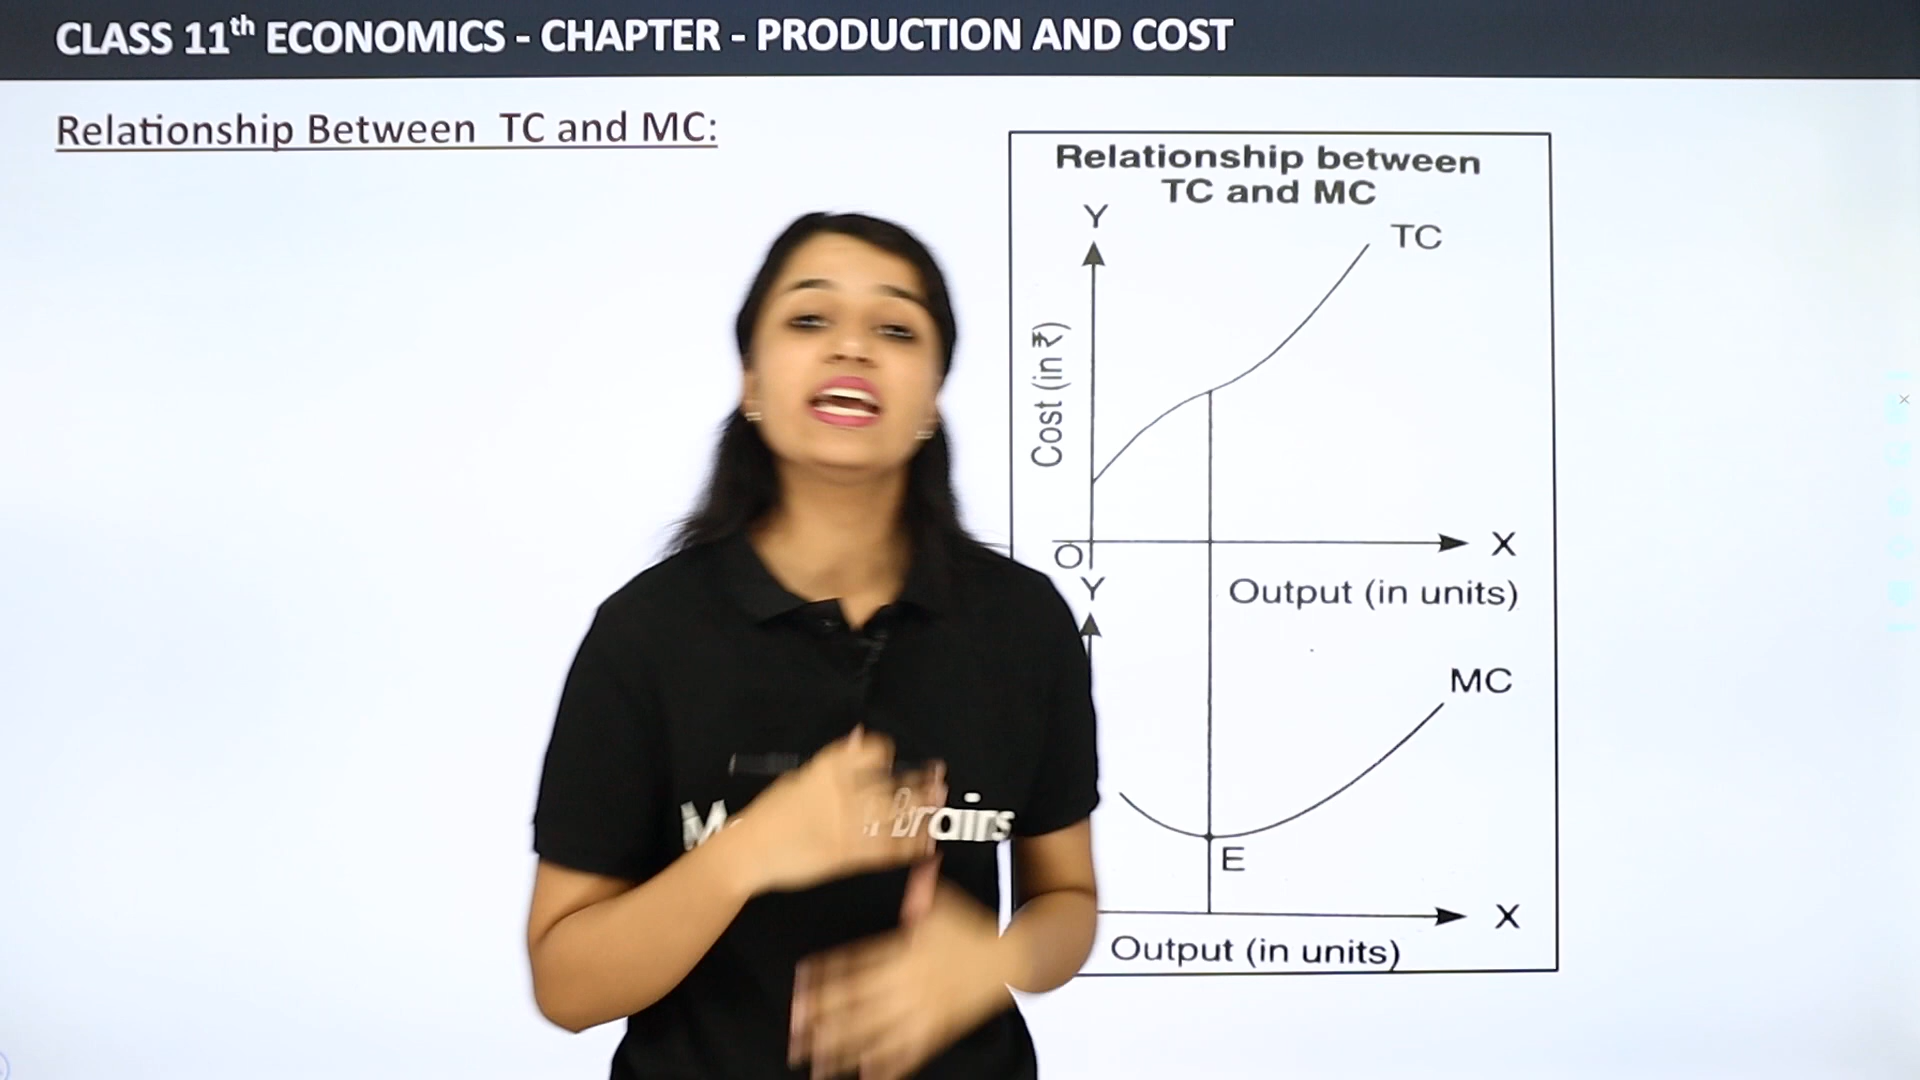 CLASS 11th ECONOMICS - CHAPTER - PRODUCTION AND COST
Relationship Between TC and MC:
Relationship between
TC and MC
Y
TC
Cost (in ₹)
O
X
Y
Output (in units)
MC
E
X
Output (in units)